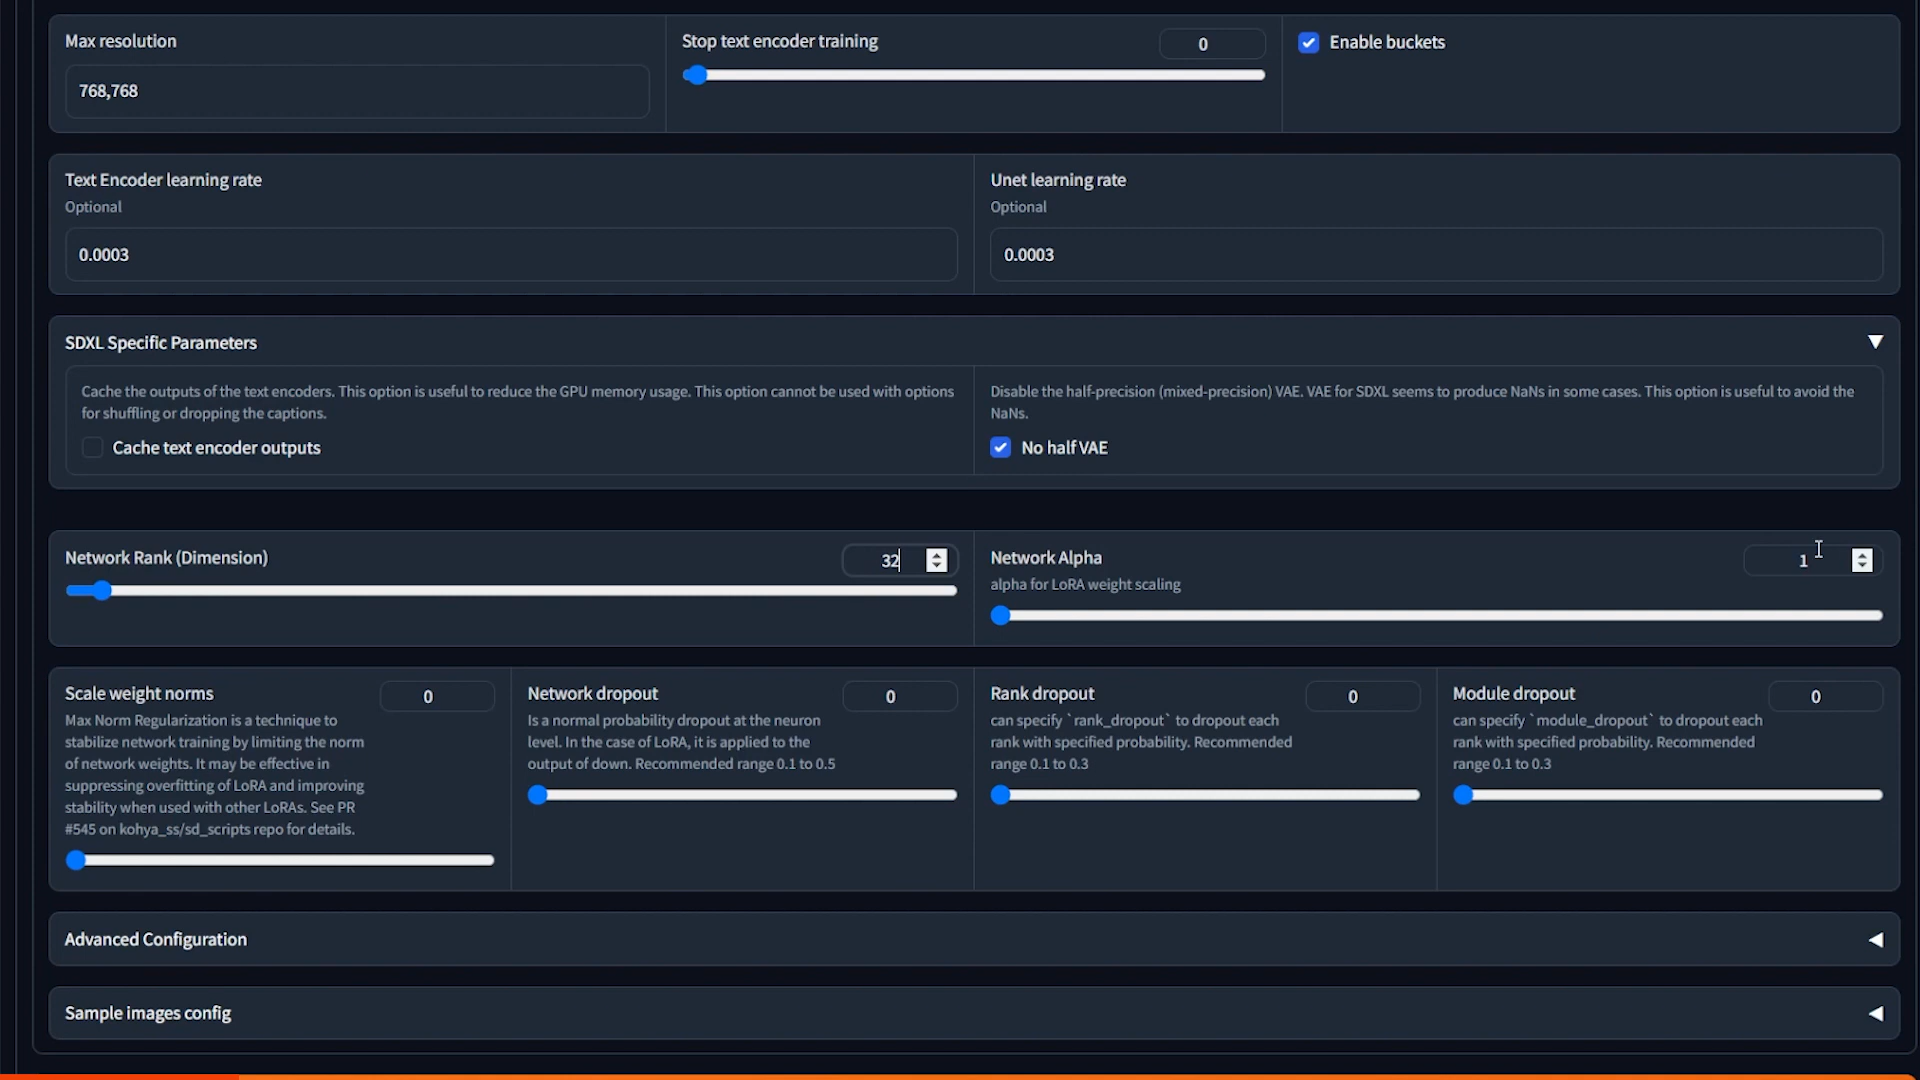 Max resolution
768,768
Stop text encoder training
0
Enable buckets
Text Encoder learning rate
Optional
0.0003
Unet learning rate
Optional
0.0003
SDXL Specific Parameters
Cache the outputs of the text encoders. This option is useful to reduce the GPU memory usage. This option cannot be used with options
for shuffling or dropping the captions.
Cache text encoder outputs
Disable the half-precision (mixed-precision) VAE. VAE for SDXL seems to produce NaNs in some cases. This option is useful to avoid the
NaNs.
No half VAE
Network Rank (Dimension)
32
Network Alpha
alpha for LoRA weight scaling
1
Scale weight norms
0
Max Norm Regularization is a technique to
stabilize network training by limiting the norm
of network weights. It may be effective in
suppressing overfitting of LoRA and improving
stability when used with other LoRAs. See PR
#545 on kohya_ss/sd_scripts repo for details.
Network dropout
0
Is a normal probability dropout at the neuron
level. In the case of LoRA, it is applied to the
output of down. Recommended range 0.1 to 0.5
Rank dropout
0
can specify `rank_dropout` to dropout each
rank with specified probability. Recommended
range 0.1 to 0.3
Module dropout
0
can specify `module_dropout` to dropout each
rank with specified probability. Recommended
range 0.1 to 0.3
Advanced Configuration
Sample images config